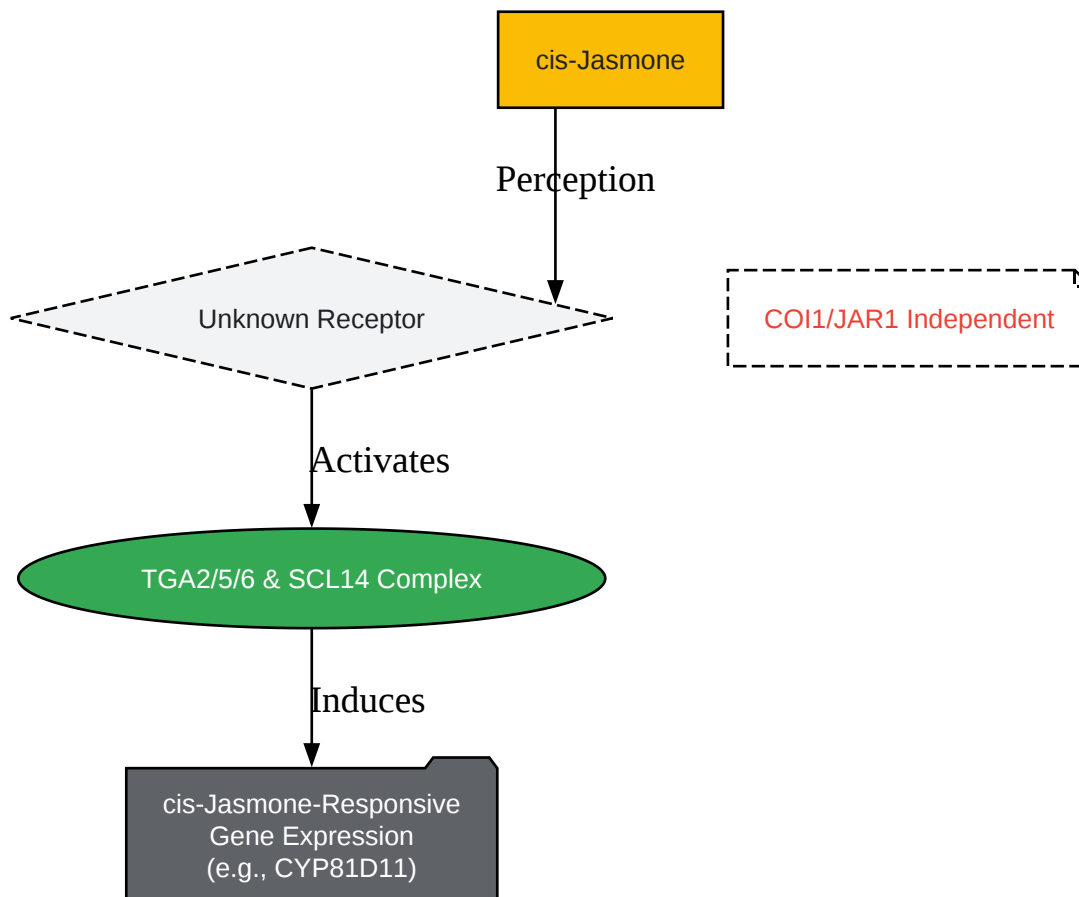 cis-Jasmone
Perception
Unknown Receptor
COI1/JAR1 Independent
Activates
TGA2/5/6 & SCL14 Complex
Induces
cis-Jasmone-Responsive
Gene Expression
(e.g., CYP81D11)